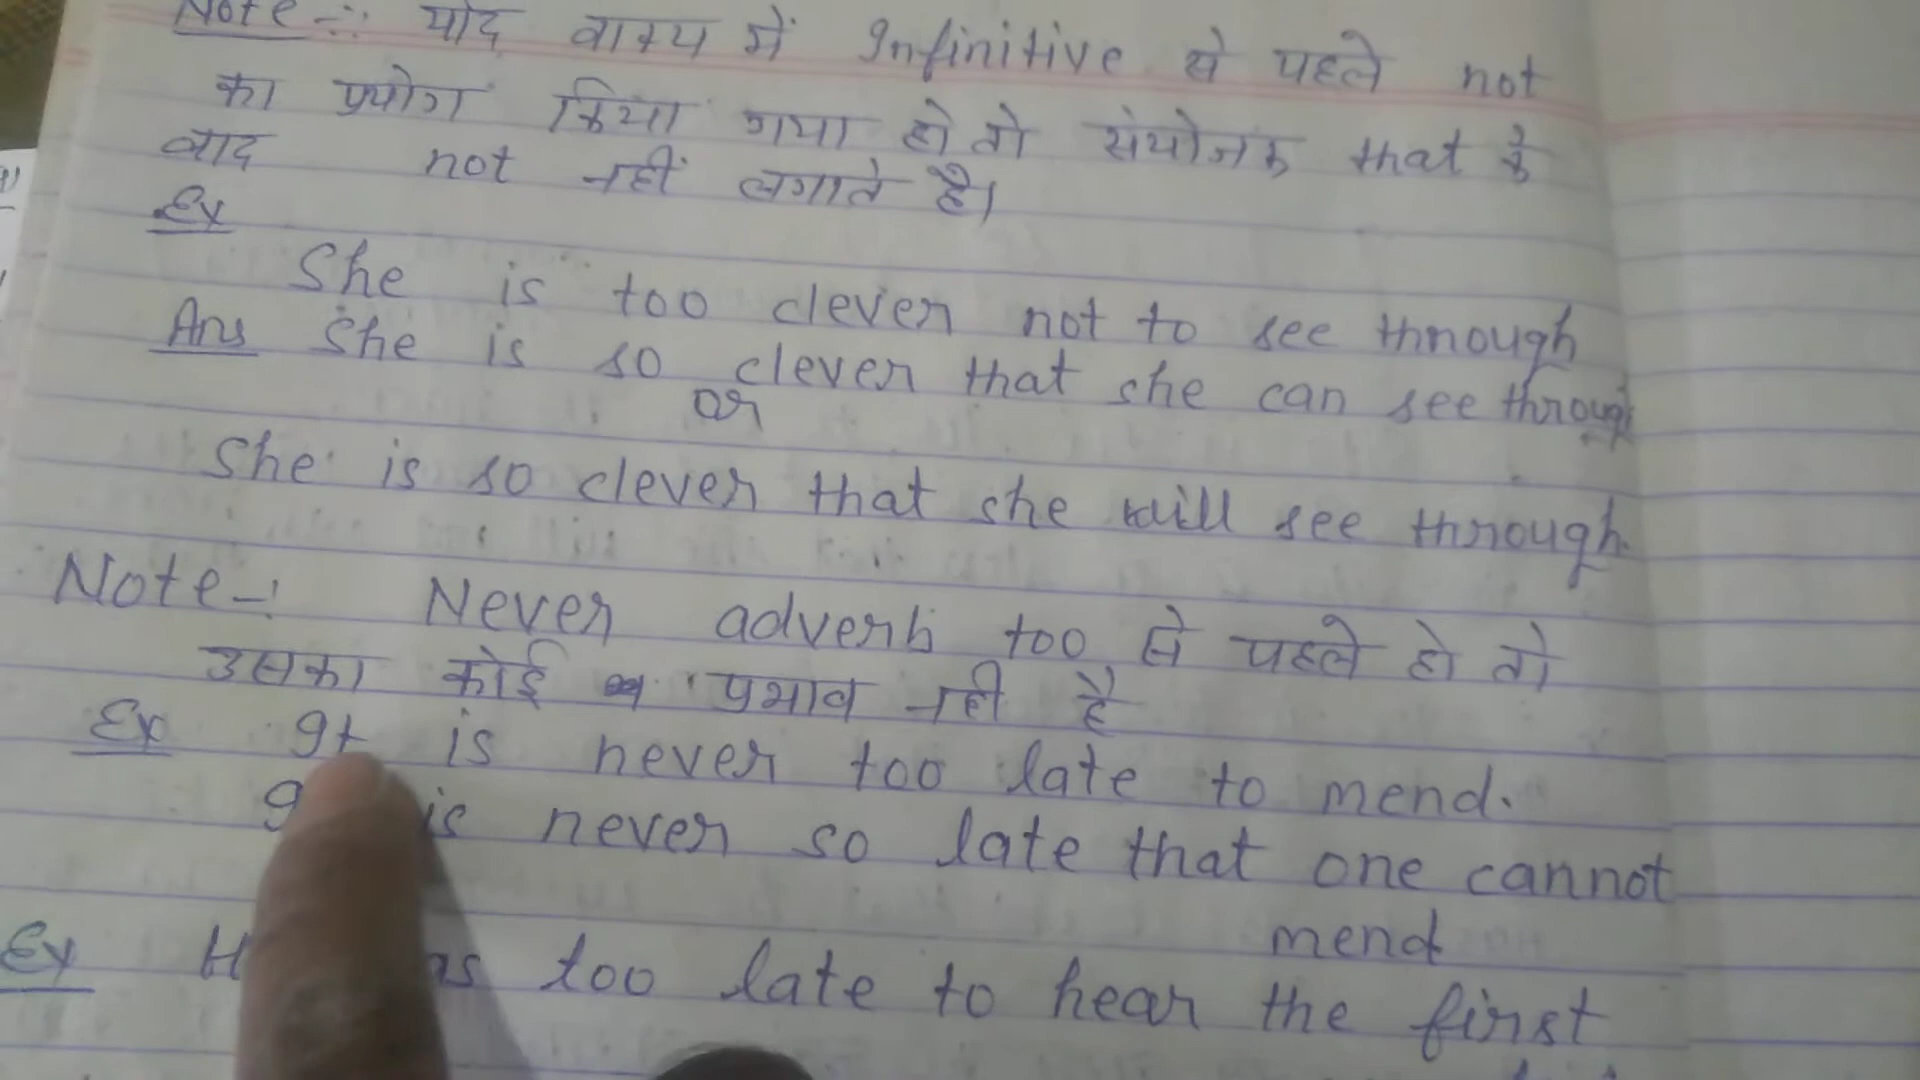 Note -: यदि वाक्य में Infinitive से पहले not
का प्रयोग किया गया हो तो संयोजक that के
बाद not नहीं लगाते है।
Ex
She is too clever not to see through
Ans She is so clever that she can see through
or
She is so clever that she will see through
Note -: Never adverb too से पहले हो तो
उसका कोई प्रभाव नही है
Ex It is never too late to mend.
is never so late that one cannot
mend
Ex too late to hear the first